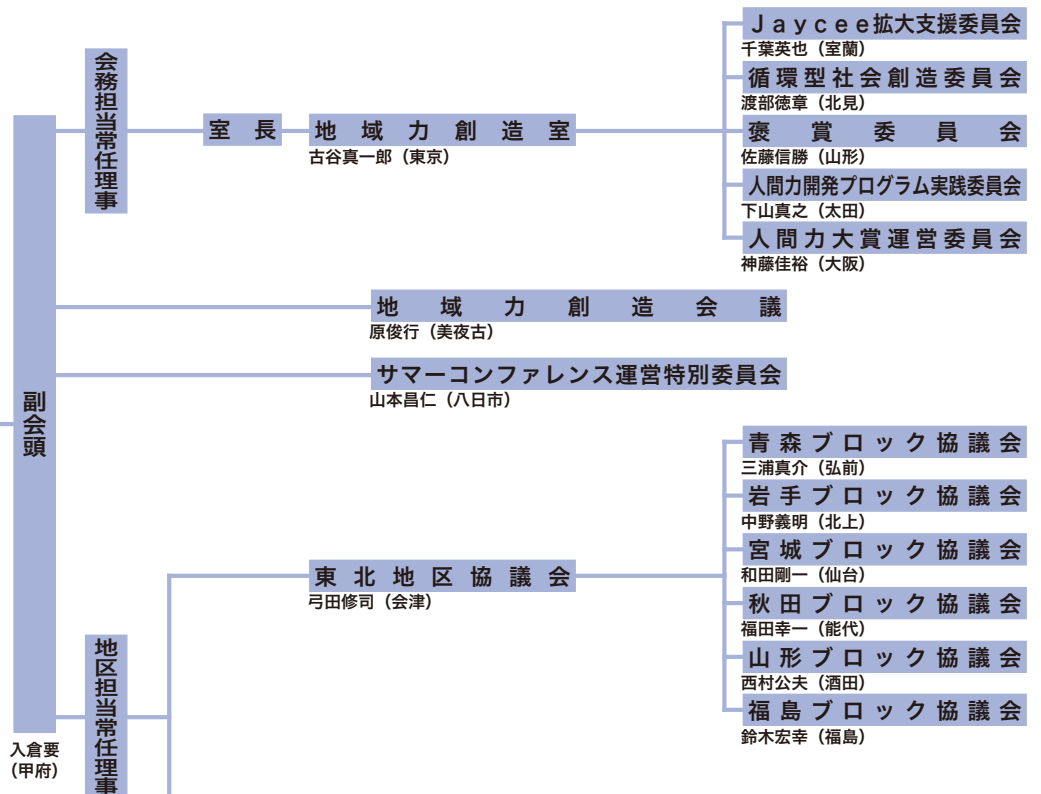 副会頭
入倉要
(甲府)
会務担当常任理事
室長
地域力創造室
古谷真一郎（東京）
Jaycee拡大支援委員会
千葉英也（室蘭）
循環型社会創造委員会
渡部徳章（北見）
褒賞委員会
佐藤信勝（山形）
人間力開発プログラム実践委員会
下山真之（太田）
人間力大賞運営委員会
神藤佳裕（大阪）
地域力創造会議
原俊行（美夜古）
サマーコンファレンス運営特別委員会
山本昌仁（八日市）
地区担当常任理事
東北地区協議会
弓田修司（会津）
青森ブロック協議会
三浦真介（弘前）
岩手ブロック協議会
中野義明（北上）
宮城ブロック協議会
和田剛一（仙台）
秋田ブロック協議会
福田幸一（能代）
山形ブロック協議会
西村公夫（酒田）
福島ブロック協議会
鈴木宏幸（福島）